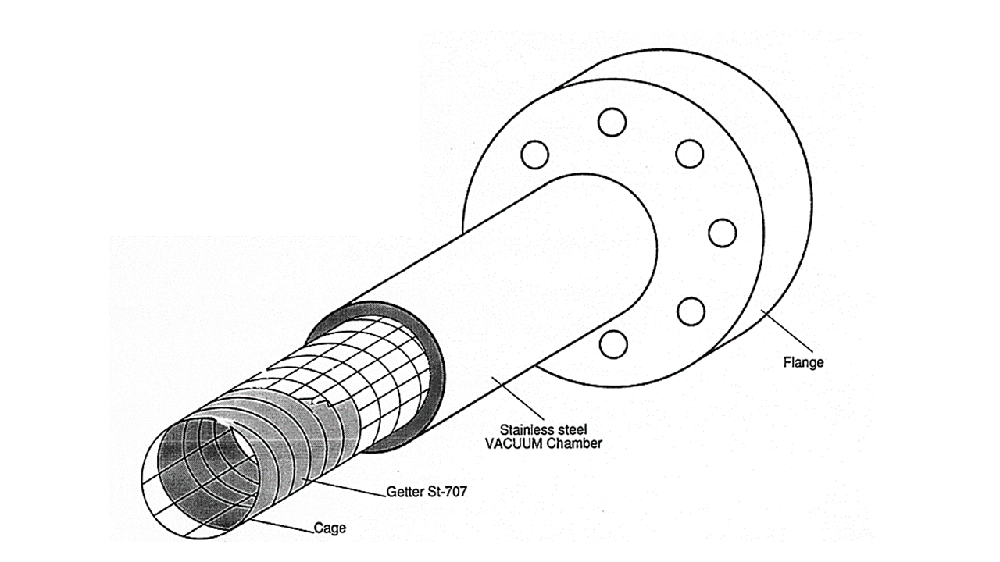 Flange
Stainless steel
VACUUM Chamber
Getter St-707
Cage